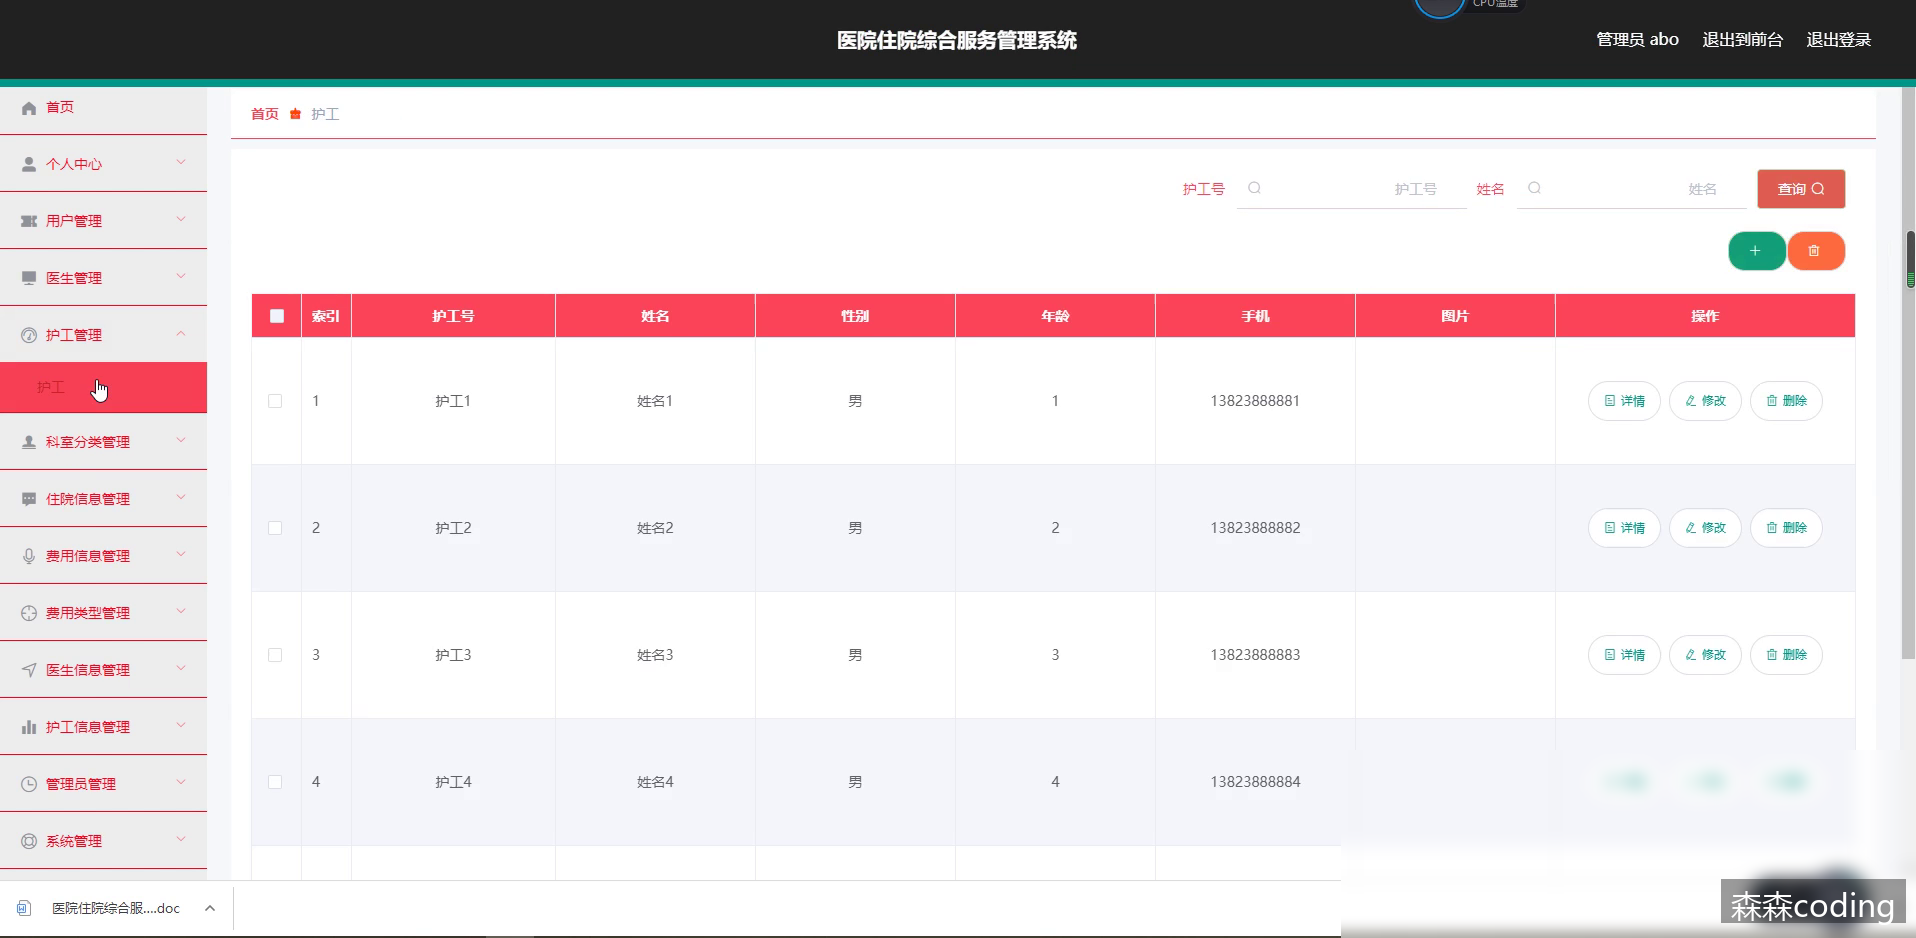 CPU温度
医院住院综合服务管理系统
管理员 abo 退出到前台 退出登录
首页
个人中心
用户管理
医生管理
护工管理
护工
科室分类管理
住院信息管理
费用信息管理
费用类型管理
医生信息管理
护工信息管理
管理员管理
系统管理
首页 护工
护工号 护工号 姓名 姓名 查询
索引 护工号 姓名 性别 年龄 手机 图片 操作
1 护工1 姓名1 男 1 13823888881 详情 修改 删除
2 护工2 姓名2 男 2 13823888882 详情 修改 删除
3 护工3 姓名3 男 3 13823888883 详情 修改 删除
4 护工4 姓名4 男 4 13823888884
医院住院综合服....doc
森森coding